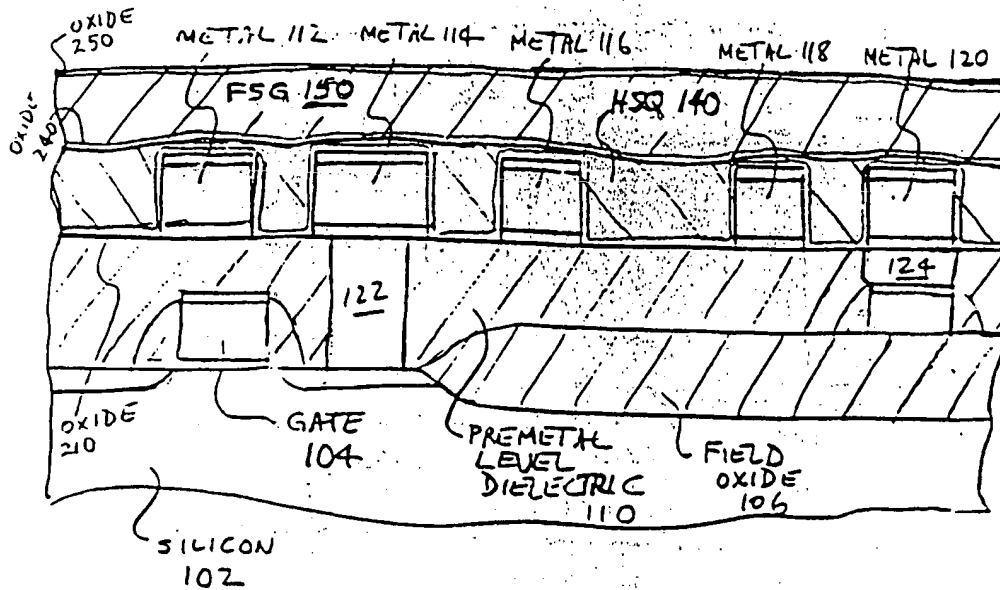 OXIDE
250
METAL 112
METAL 114
METAL 116
METAL 118
METAL 120
FSG 150
HSQ 140
OXIDE
240
122
124
OXIDE
210
GATE
104
PREMETAL
LEVEL
DIELECTRIC
110
FIELD
OXIDE
106
SILICON
102